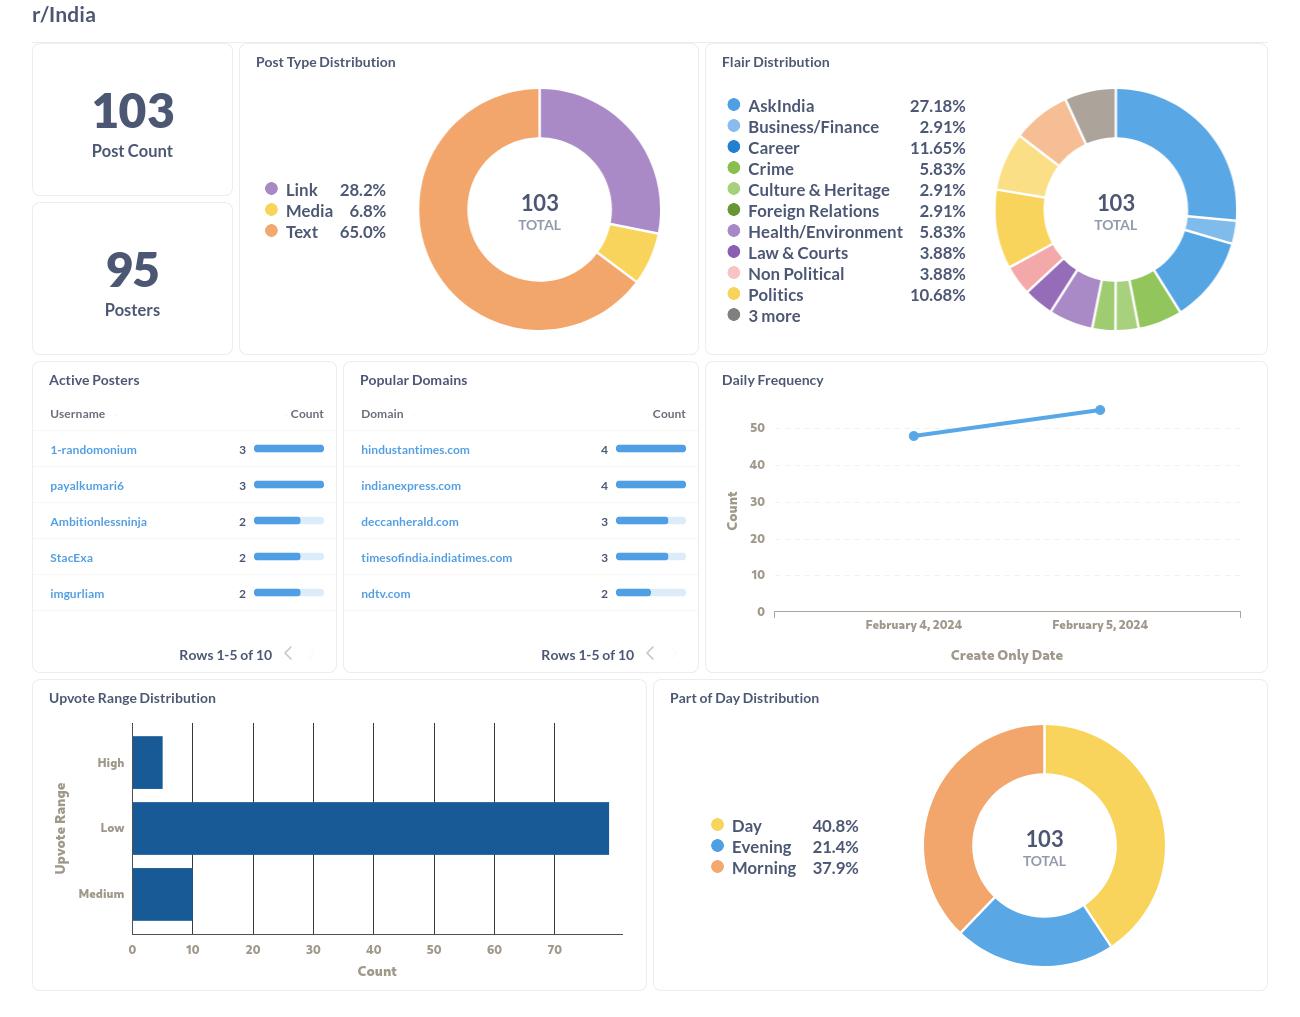 r/India
103
Post Count
95
Posters
Post Type Distribution
Link 28.2%
Media 6.8%
Text 65.0%
103
TOTAL
Flair Distribution
AskIndia 27.18%
Business/Finance 2.91%
Career 11.65%
Crime 5.83%
Culture & Heritage 2.91%
Foreign Relations 2.91%
Health/Environment 5.83%
Law & Courts 3.88%
Non Political 3.88%
Politics 10.68%
3 more
103
TOTAL
Active Posters
Username Count
1-randomonium 3
payalkumari6 3
Ambitionlessninja 2
StacExa 2
imgurliam 2
Rows 1-5 of 10
Popular Domains
Domain Count
hindustantimes.com 4
indianexpress.com 4
deccanherald.com 3
timesofindia.indiatimes.com 3
ndtv.com 2
Rows 1-5 of 10
Daily Frequency
50
40
30
20
10
0
Count
February 4, 2024 February 5, 2024
Create Only Date
Upvote Range Distribution
Upvote Range
High
Low
Medium
0 10 20 30 40 50 60 70
Count
Part of Day Distribution
Day 40.8%
Evening 21.4%
Morning 37.9%
103
TOTAL